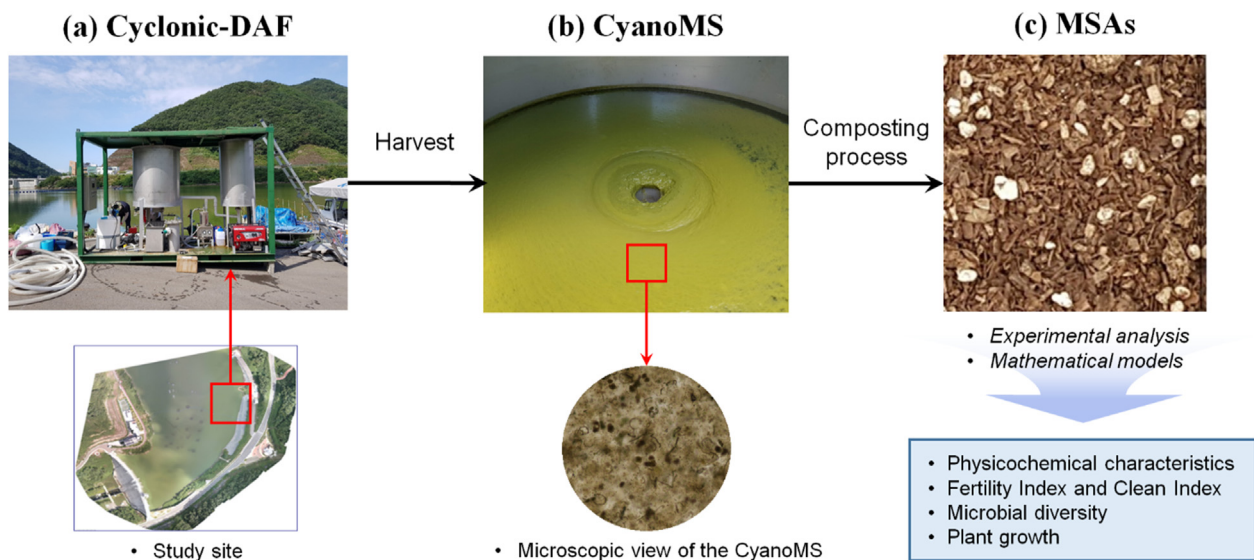 (a) Cyclonic-DAF
(b) CyanoMS
(c) MSAs
Harvest
Composting
process
• Experimental analysis
• Mathematical models
• Physicochemical characteristics
• Fertility Index and Clean Index
• Microbial diversity
• Plant growth
• Study site
• Microscopic view of the CyanoMS